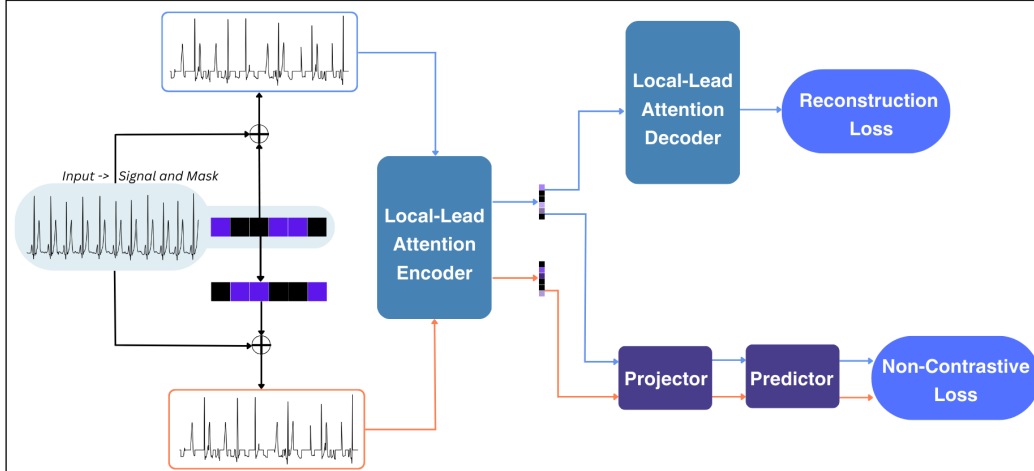 Input -> Signal and Mask
Local-Lead
Attention
Encoder
Local-Lead
Attention
Decoder
Reconstruction
Loss
Projector
Predictor
Non-Contrastive
Loss